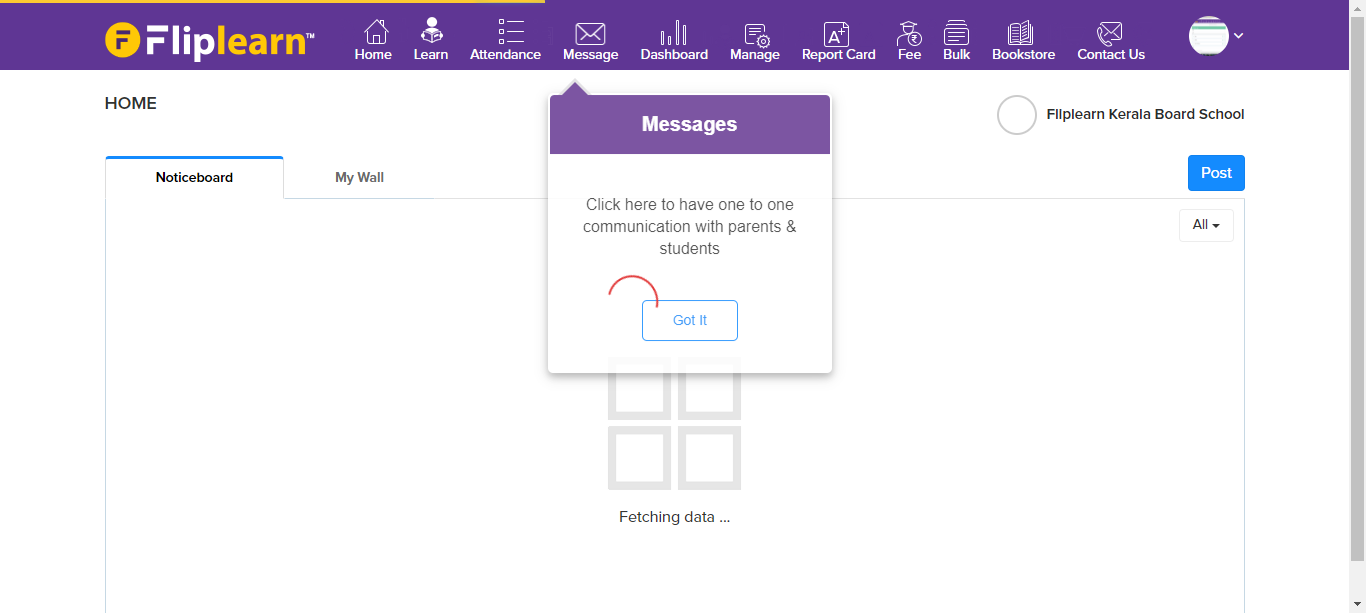 Fliplearn™
Home Learn Attendance Message Dashboard Manage Report Card Fee Bulk Bookstore Contact Us
HOME
Fliplearn Kerala Board School
Messages
Noticeboard My Wall
Post
Click here to have one to one
communication with parents &
students
All
Got It
Fetching data ...